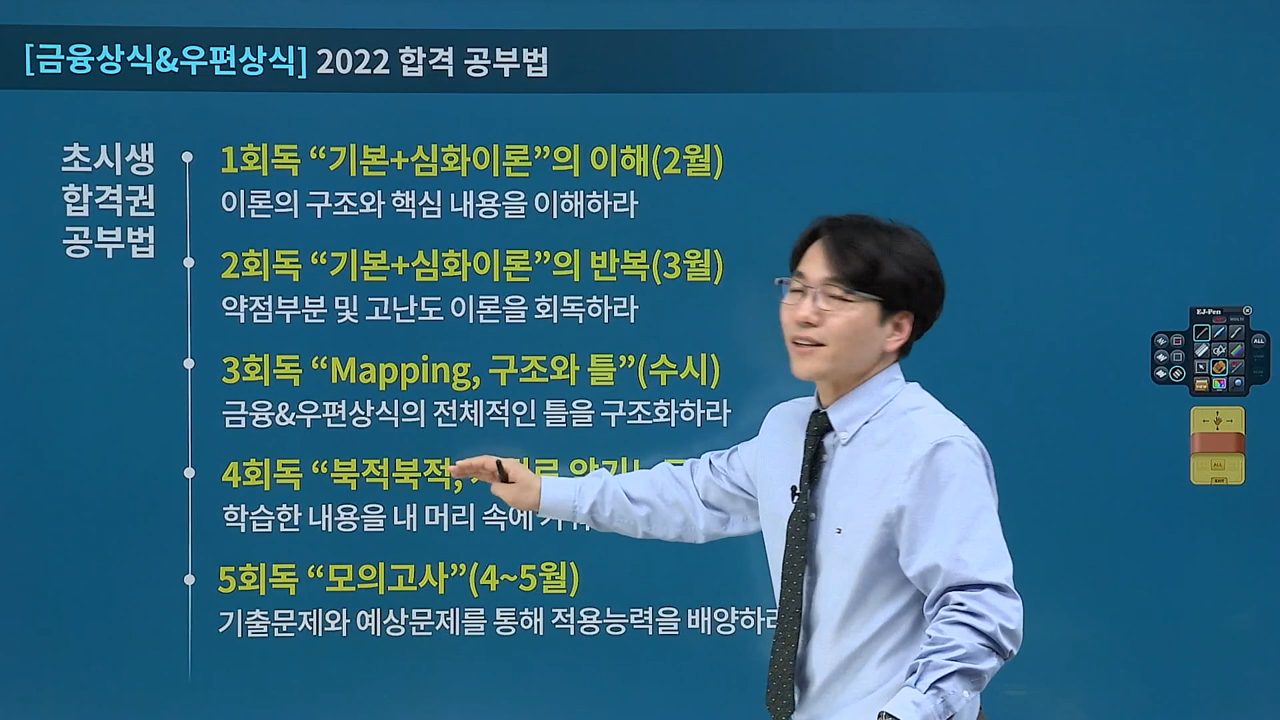 [금융상식&우편상식] 2022 합격 공부법
초시생
합격권
공부법
1회독 “기본+심화이론”의 이해(2월)
이론의 구조와 핵심 내용을 이해하라
2회독 “기본+심화이론”의 반복(3월)
약점부분 및 고난도 이론을 회독하라
3회독 “Mapping, 구조와 틀”(수시)
금융&우편상식의 전체적인 틀을 구조화하라
4회독 “북적북적,
학습한 내용을 내 머리 속에
5회독 “모의고사”(4~5월)
기출문제와 예상문제를 통해 적용능력을 배양하라
EJ-Pen
ALL
ALL
EXIT